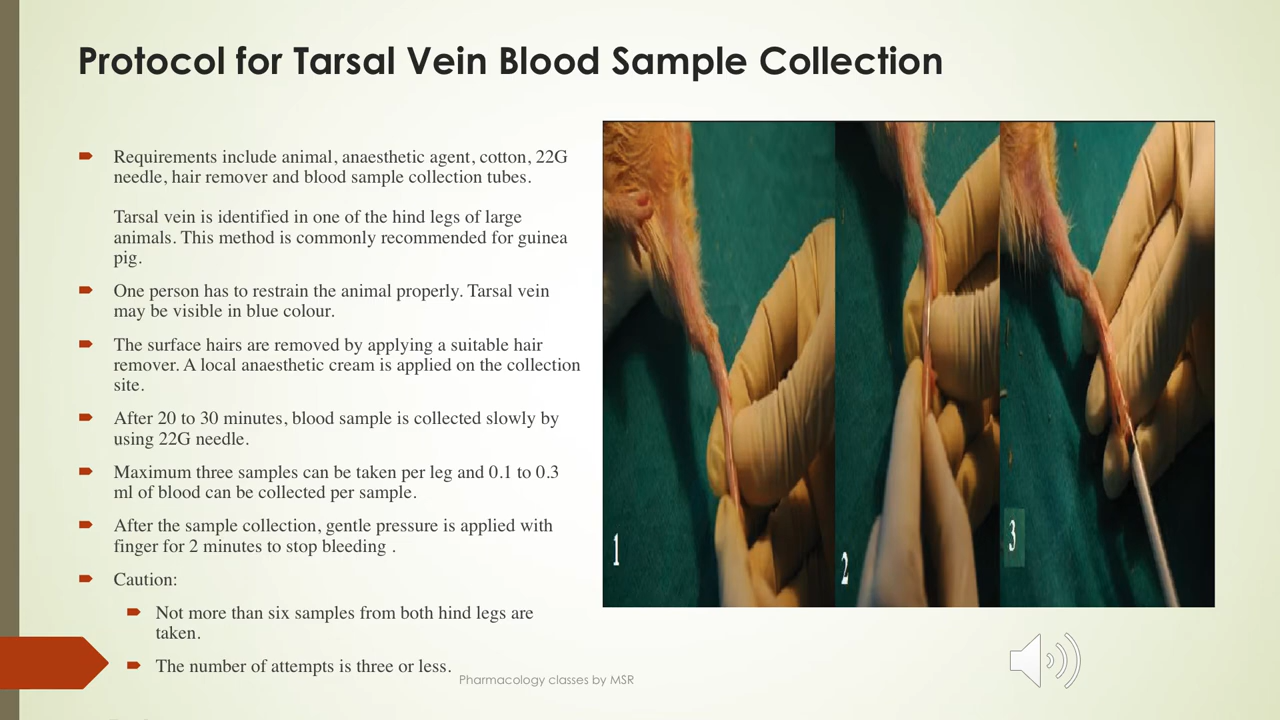 Protocol for Tarsal Vein Blood Sample Collection
Requirements include animal, anaesthetic agent, cotton, 22G
needle, hair remover and blood sample collection tubes.
Tarsal vein is identified in one of the hind legs of large
animals. This method is commonly recommended for guinea
pig.
One person has to restrain the animal properly. Tarsal vein
may be visible in blue colour.
The surface hairs are removed by applying a suitable hair
remover. A local anaesthetic cream is applied on the collection
site.
After 20 to 30 minutes, blood sample is collected slowly by
using 22G needle.
Maximum three samples can be taken per leg and 0.1 to 0.3
ml of blood can be collected per sample.
After the sample collection, gentle pressure is applied with
finger for 2 minutes to stop bleeding .
Caution:
Not more than six samples from both hind legs are
taken.
The number of attempts is three or less.
1
2
3
Pharmacology classes by MSR